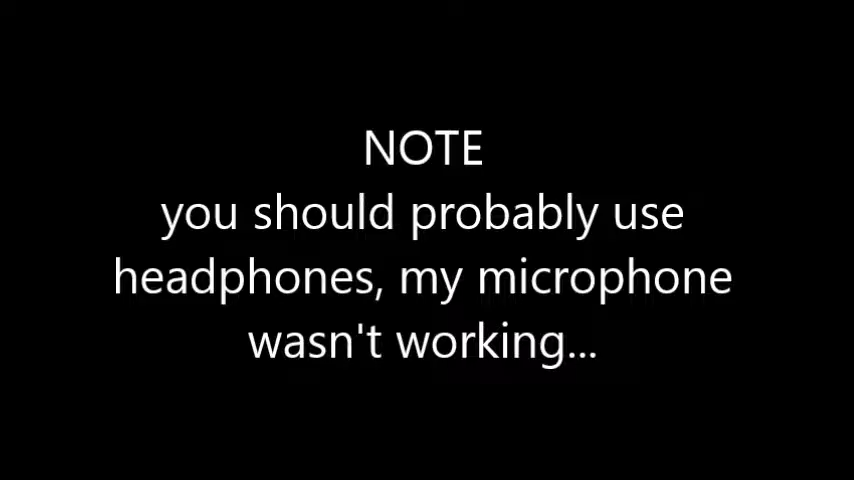 NOTE
you should probably use
headphones, my microphone
wasn't working...